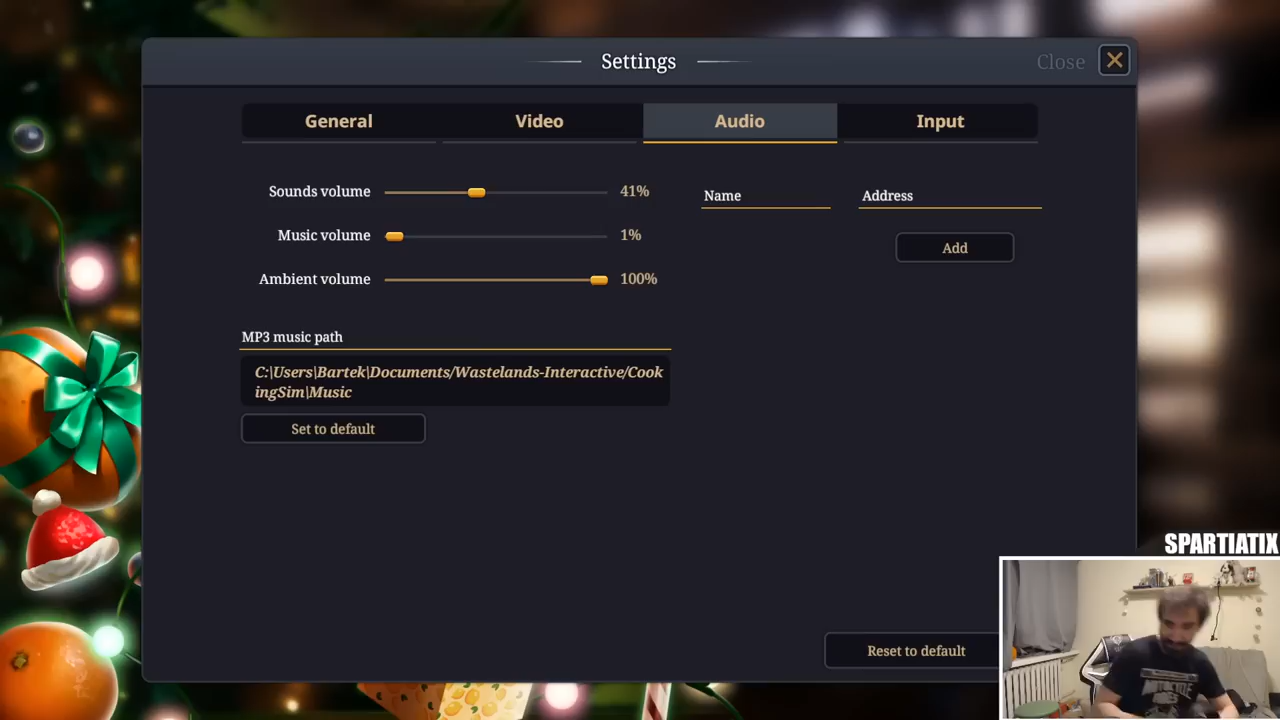 Settings
Close
General
Video
Audio
Input
Sounds volume 41%
Music volume 1%
Ambient volume 100%
Name
Address
Add
MP3 music path
C:\Users\Bartek\Documents/Wastelands-Interactive/Cook
ingSim\Music
Set to default
Reset to default
SPARTIATIX